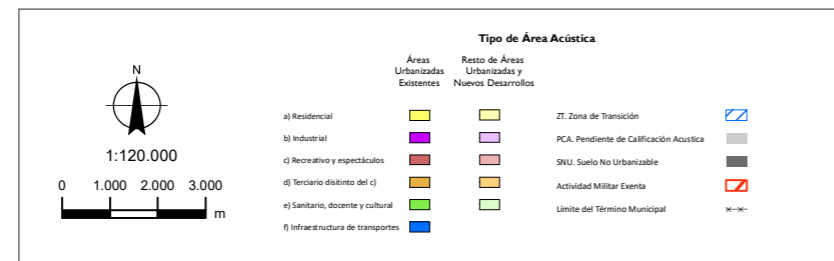 Tipo de Área Acústica
Áreas
Urbanizadas
Existentes
Resto de Áreas
Urbanizadas y
Nuevos Desarrollos
N
1:120.000
0 1.000 2.000 3.000
m
a) Residencial
b) Industrial
c) Recreativo y espectáculos
d) Terciario disitinto del c)
e) Sanitario, docente y cultural
f) Infraestructura de transportes
ZT. Zona de Transición
PCA. Pendiente de Calificación Acustica
SNU. Suelo No Urbanizable
Actividad Militar Exenta
Límite del Término Municipal